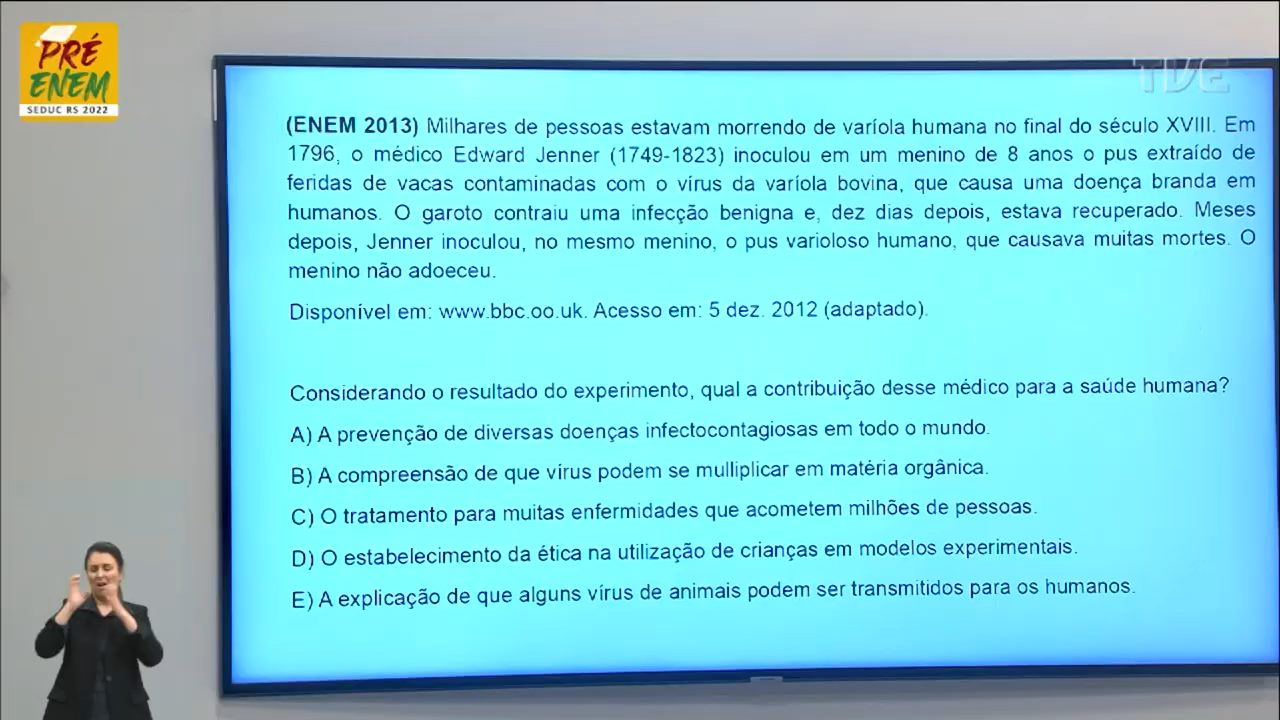 PRÉ
ENEM
SEDUC RS 2022
TVE
(ENEM 2013) Milhares de pessoas estavam morrendo de varíola humana no final do século XVIII. Em
1796, o médico Edward Jenner (1749-1823) inoculou em um menino de 8 anos o pus extraído de
feridas de vacas contaminadas com o vírus da varíola bovina, que causa uma doença branda em
humanos. O garoto contraiu uma infecção benigna e, dez dias depois, estava recuperado. Meses
depois, Jenner inoculou, no mesmo menino, o pus varioloso humano, que causava muitas mortes. O
menino não adoeceu.
Disponível em: www.bbc.oo.uk. Acesso em: 5 dez. 2012 (adaptado).
Considerando o resultado do experimento, qual a contribuição desse médico para a saúde humana?
A) A prevenção de diversas doenças infectocontagiosas em todo o mundo.
B) A compreensão de que vírus podem se mulliplicar em matéria orgânica.
C) O tratamento para muitas enfermidades que acometem milhões de pessoas.
D) O estabelecimento da ética na utilização de crianças em modelos experimentais.
E) A explicação de que alguns vírus de animais podem ser transmitidos para os humanos.